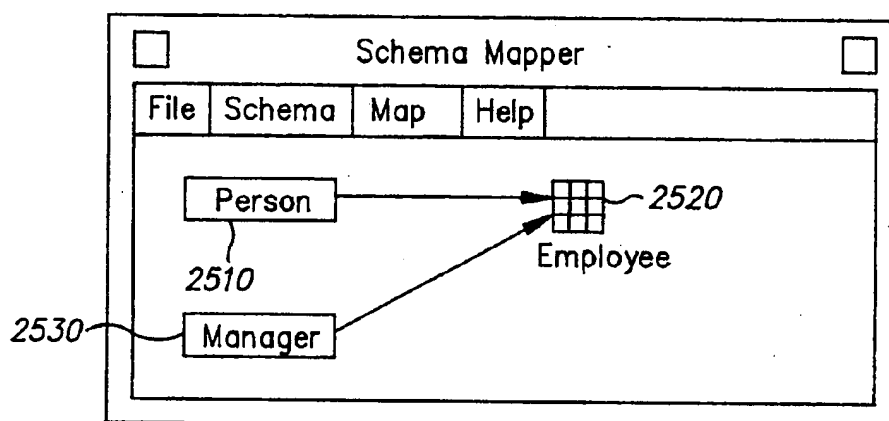 Schema Mapper
File Schema Map Help
Person 2520
2510 Employee
2530 Manager